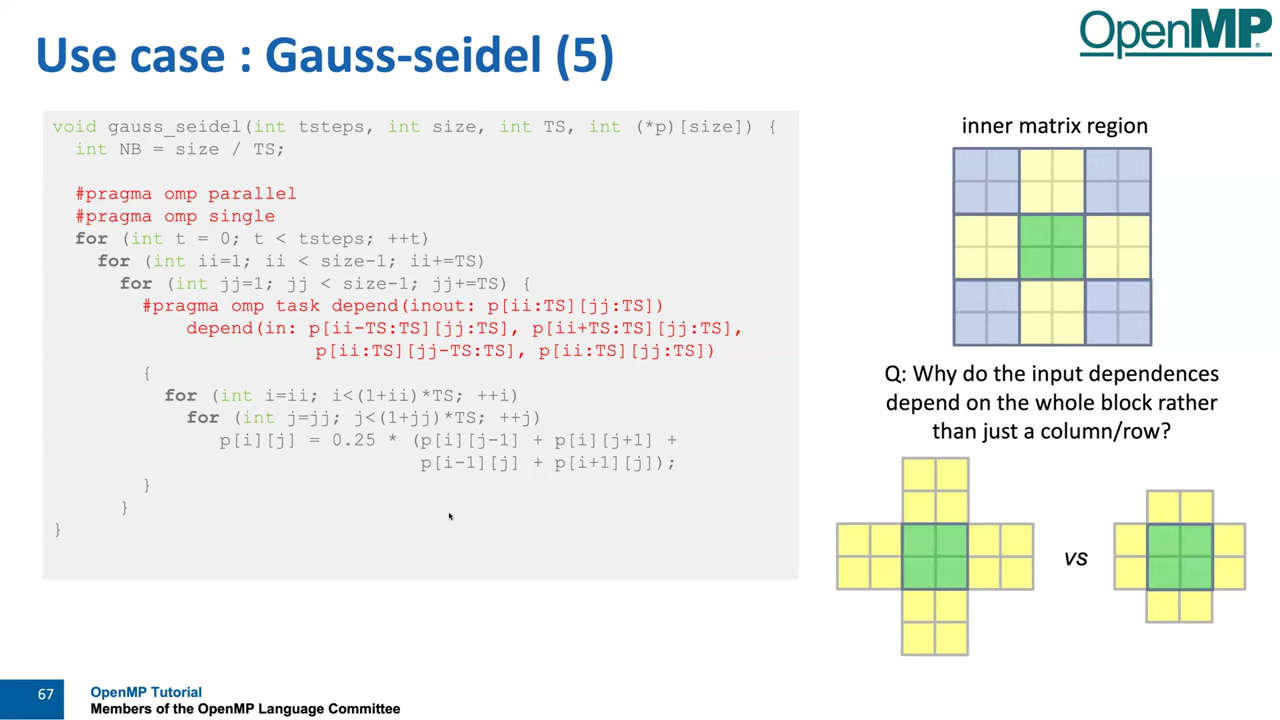 Use case : Gauss-seidel (5)
OpenMP
void gauss_seidel(int tsteps, int size, int TS, int (*p)[size]) {
int NB = size / TS;
#pragma omp parallel
#pragma omp single
for (int t = 0; t < tsteps; ++t)
for (int ii=1; ii < size-1; ii+=TS)
for (int jj=1; jj < size-1; jj+=TS) {
#pragma omp task depend(inout: p[ii:TS][jj:TS])
depend(in: p[ii-TS:TS][jj:TS], p[ii+TS:TS][jj:TS],
p[ii:TS][jj-TS:TS], p[ii:TS][jj:TS])
{
for (int i=ii; i<(1+ii)*TS; ++i)
for (int j=jj; j<(1+jj)*TS; ++j)
p[i][j] = 0.25 * (p[i][j-1] + p[i][j+1] +
p[i-1][j] + p[i+1][j]);
}
}
}
inner matrix region
Q: Why do the input dependences
depend on the whole block rather
than just a column/row?
vs
67
OpenMP Tutorial
Members of the OpenMP Language Committee